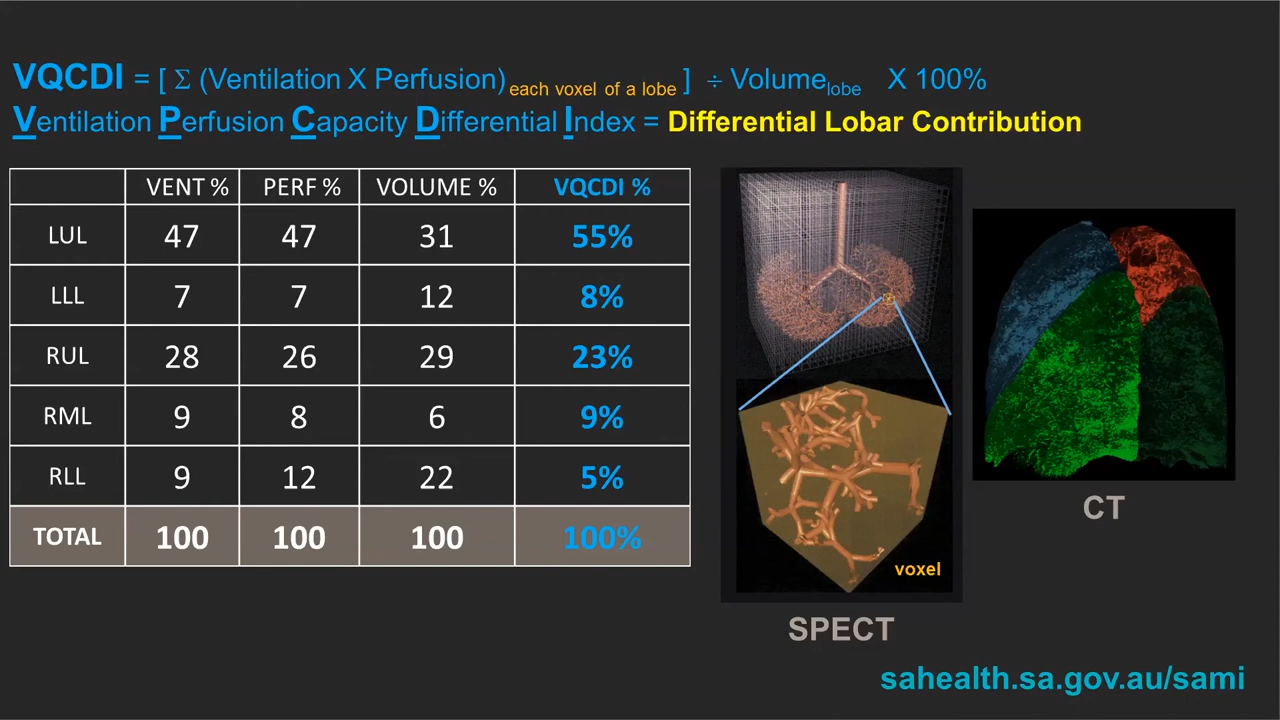 VQCDI = [ Σ (Ventilation X Perfusion) each voxel of a lobe ] ÷ Volume lobe X 100%
Ventilation Perfusion Capacity Differential Index = Differential Lobar Contribution
VENT % PERF % VOLUME % VQCDI %
LUL 47 47 31 55%
LLL 7 7 12 8%
RUL 28 26 29 23%
RML 9 8 6 9%
RLL 9 12 22 5%
TOTAL 100 100 100 100%
voxel
SPECT
CT
sahealth.sa.gov.au/sami